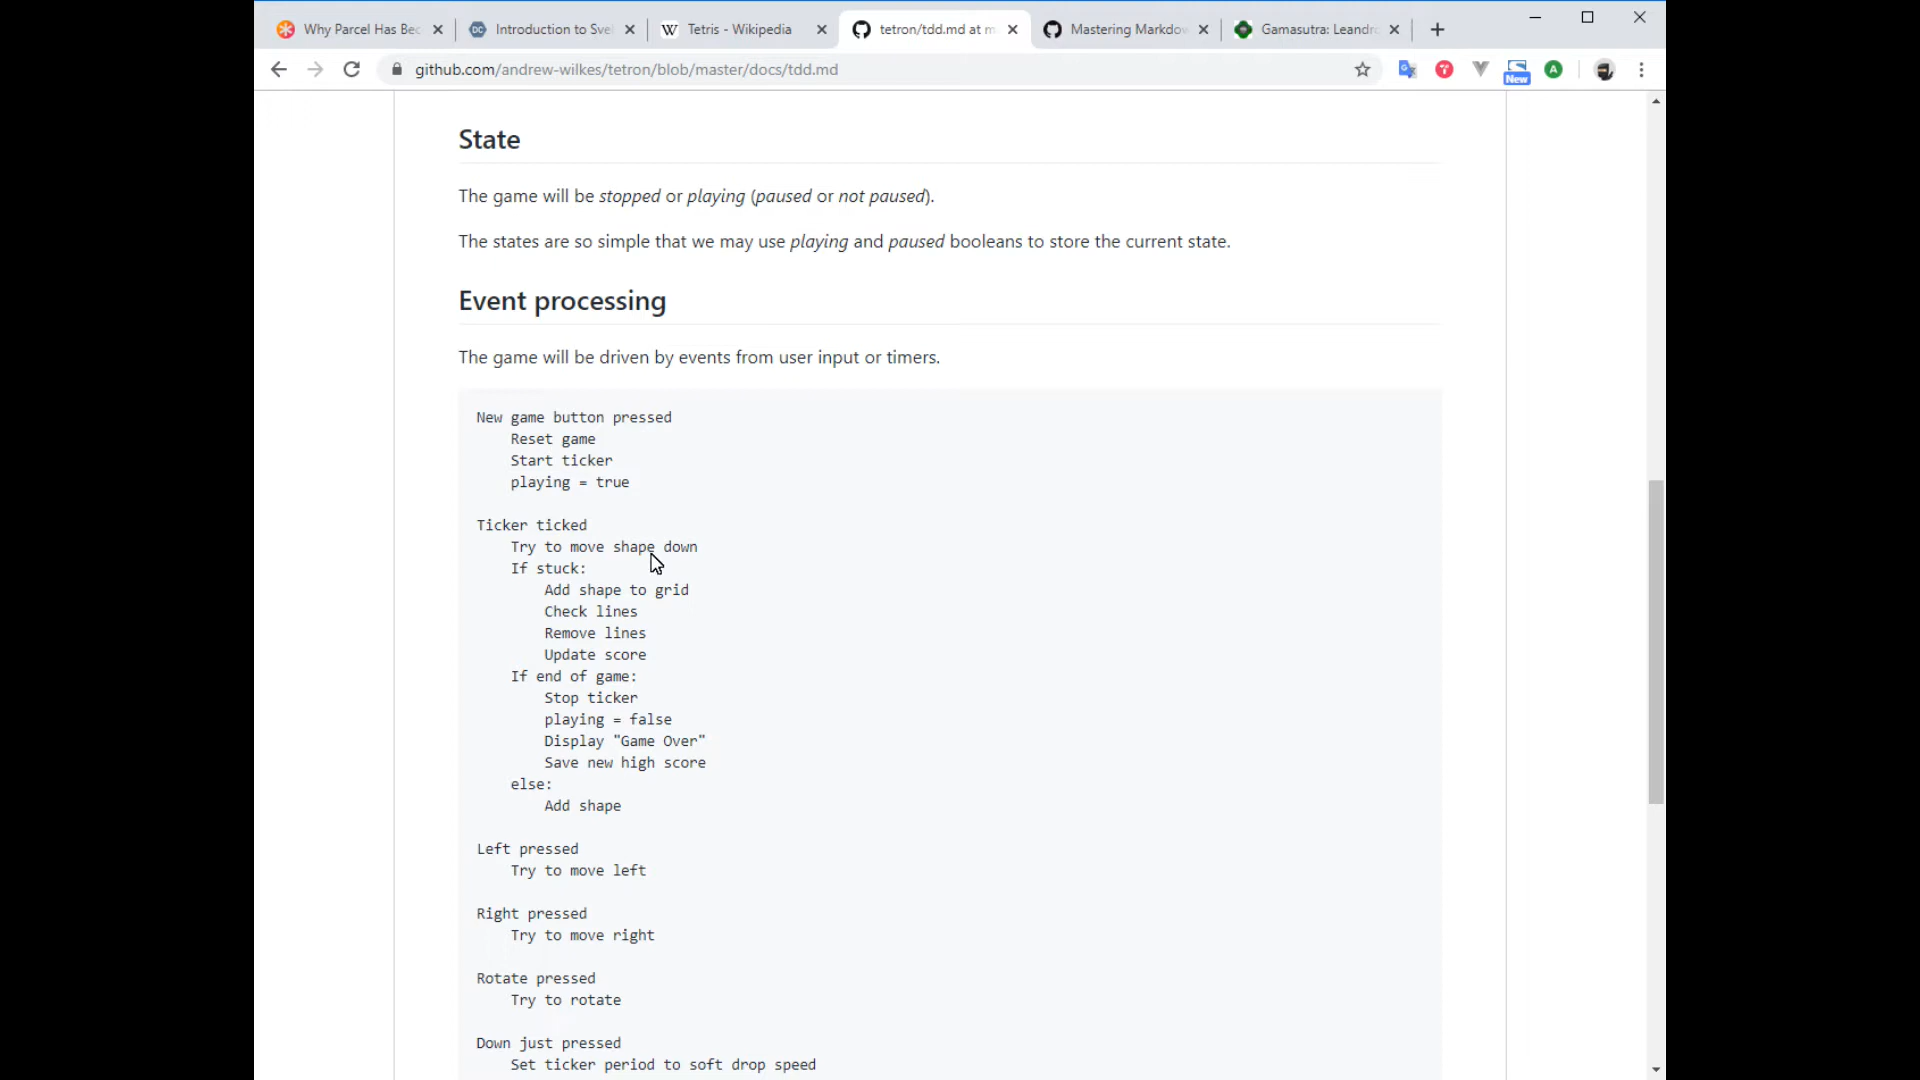 Why Parcel Has Bec
Introduction to Svel
Tetris - Wikipedia
tetron/tdd.md at m
Mastering Markdow
Gamasutra: Leandro
github.com/andrew-wilkes/tetron/blob/master/docs/tdd.md
New
A
State
The game will be stopped or playing (paused or not paused).
The states are so simple that we may use playing and paused booleans to store the current state.
Event processing
The game will be driven by events from user input or timers.
New game button pressed
Reset game
Start ticker
playing = true
Ticker ticked
Try to move shape down
If stuck:
Add shape to grid
Check lines
Remove lines
Update score
If end of game:
Stop ticker
playing = false
Display "Game Over"
Save new high score
else:
Add shape
Left pressed
Try to move left
Right pressed
Try to move right
Rotate pressed
Try to rotate
Down just pressed
Set ticker period to soft drop speed